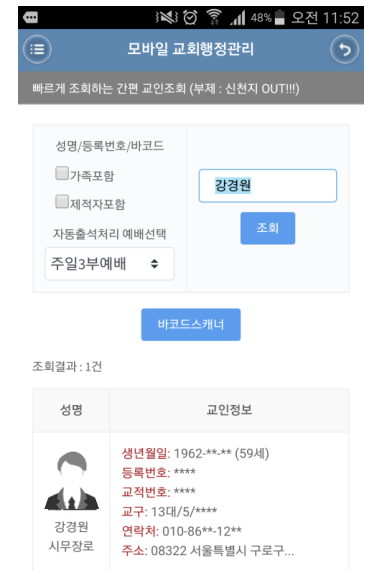 48% 오전 11:52
모바일 교회행정관리
빠르게 조회하는 간편 교인조회 (부제 : 신천지 OUT!!!)
성명/등록번호/바코드
가족포함
제적자포함
자동출석처리 예배선택
주일3부예배
강경원
조회
바코드스캐너
조회결과 : 1건
성명 교인정보
강경원
시무장로
생년월일: 1962-**-** (59세)
등록번호: ****
교적번호: ****
교구: 13대/5/****
연락처: 010-86**-12**
주소: 08322 서울특별시 구로구...